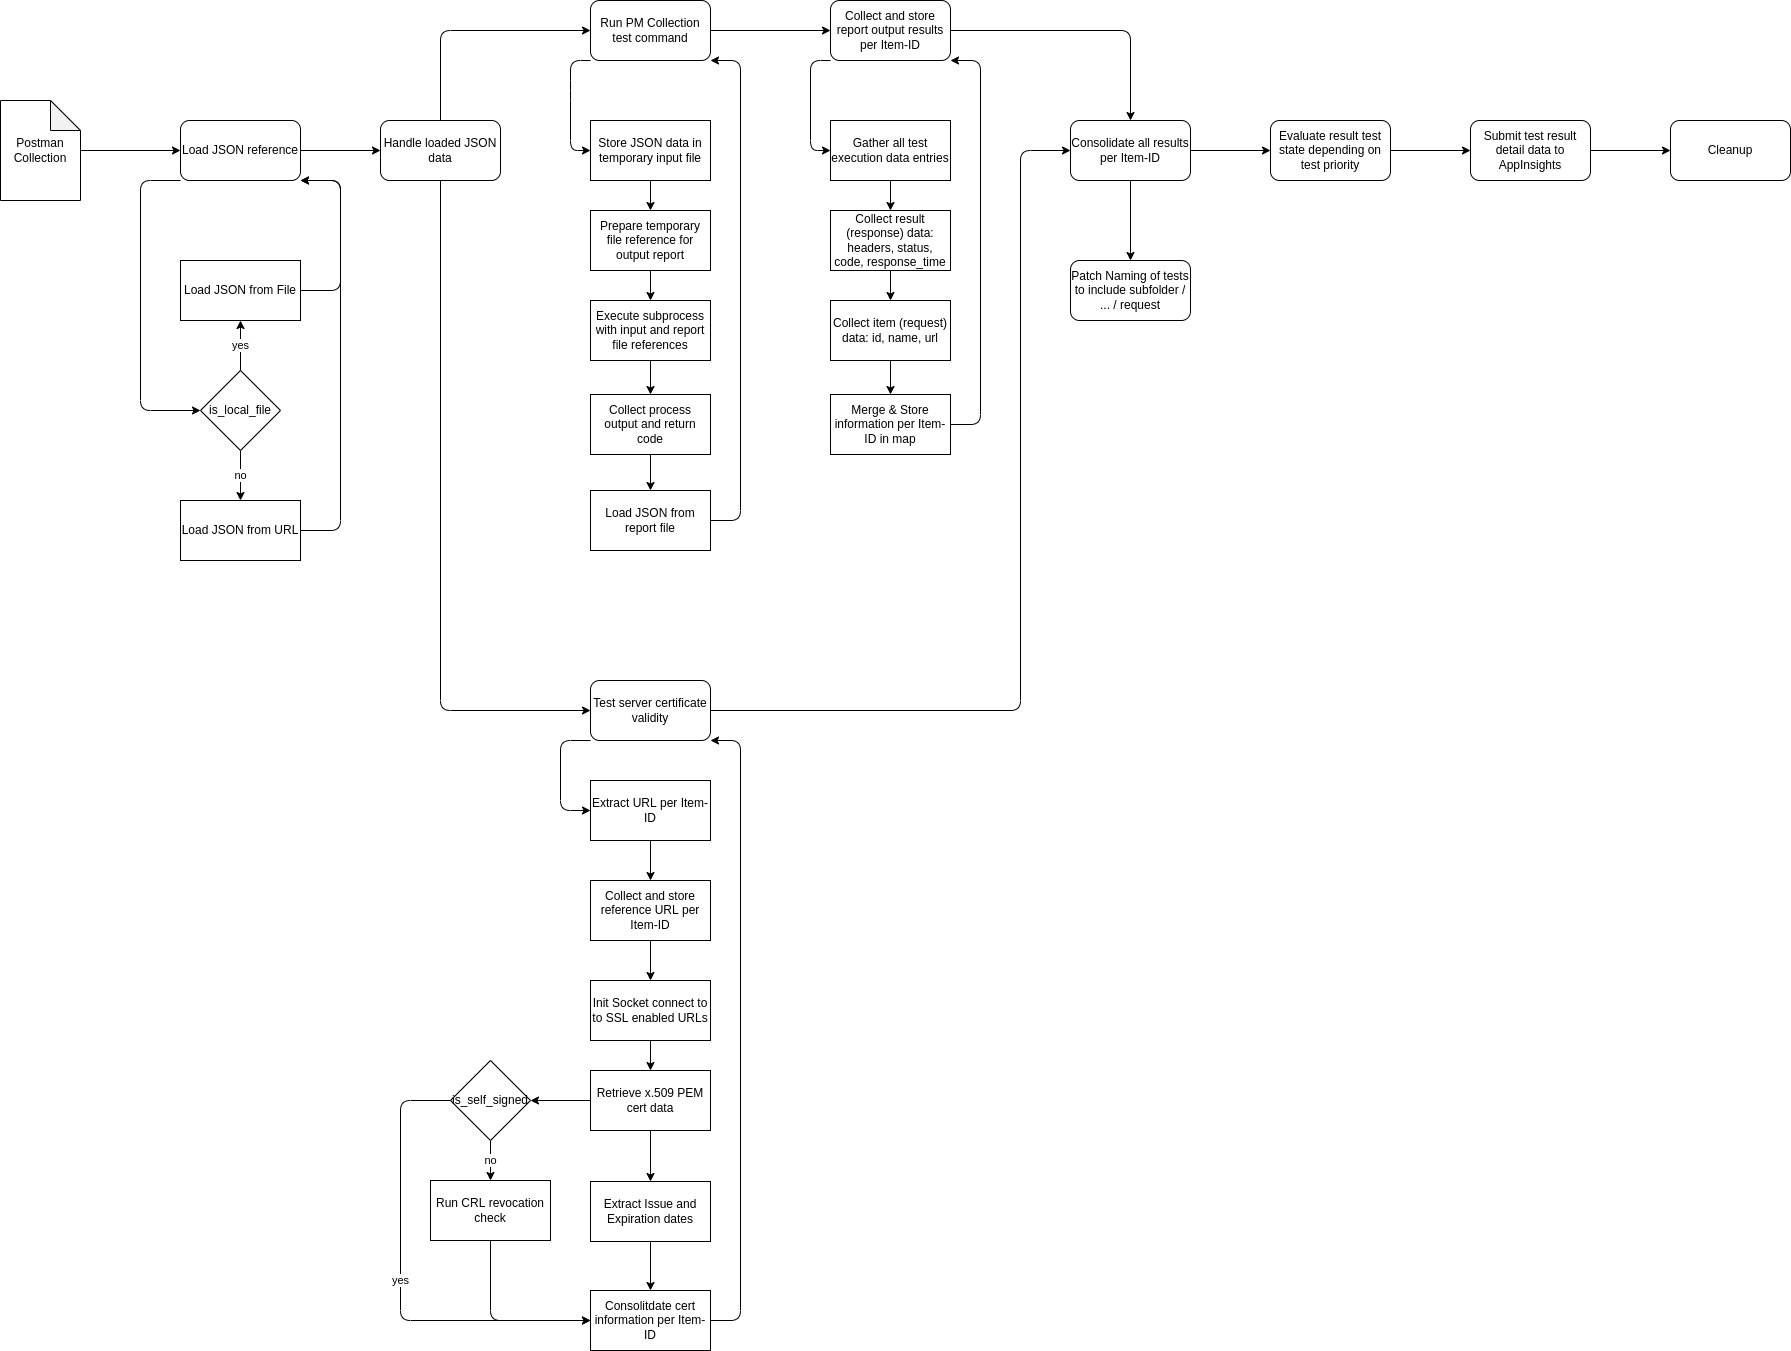 Postman
Collection
Load JSON reference
Load JSON from File
yes
is_local_file
no
Load JSON from URL
Handle loaded JSON
data
Run PM Collection
test command
Store JSON data in
temporary input file
Prepare temporary
file reference for
output report
Execute subprocess
with input and report
file references
Collect process
output and return
code
Load JSON from
report file
Collect and store
report output results
per Item-ID
Gather all test
execution data entries
Collect result
(response) data:
headers, status,
code, response_time
Collect item (request)
data: id, name, url
Merge & Store
information per Item-
ID in map
Test server certificate
validity
Extract URL per Item-
ID
Collect and store
reference URL per
Item-ID
Init Socket connect to
to SSL enabled URLs
Retrieve x.509 PEM
cert data
is_self_signed
no
Run CRL revocation
check
yes
Extract Issue and
Expiration dates
Consolitdate cert
information per Item-
ID
Consolidate all results
per Item-ID
Patch Naming of tests
to include subfolder /
... / request
Evaluate result test
state depending on
test priority
Submit test result
detail data to
AppInsights
Cleanup